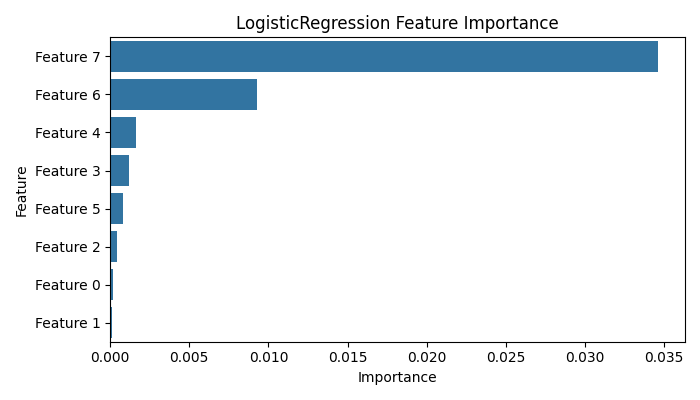 LogisticRegression Feature Importance
Feature 7
Feature 6
Feature 4
Feature 3
Feature 5
Feature 2
Feature 0
Feature 1
Feature
0.000 0.005 0.010 0.015 0.020 0.025 0.030 0.035
Importance